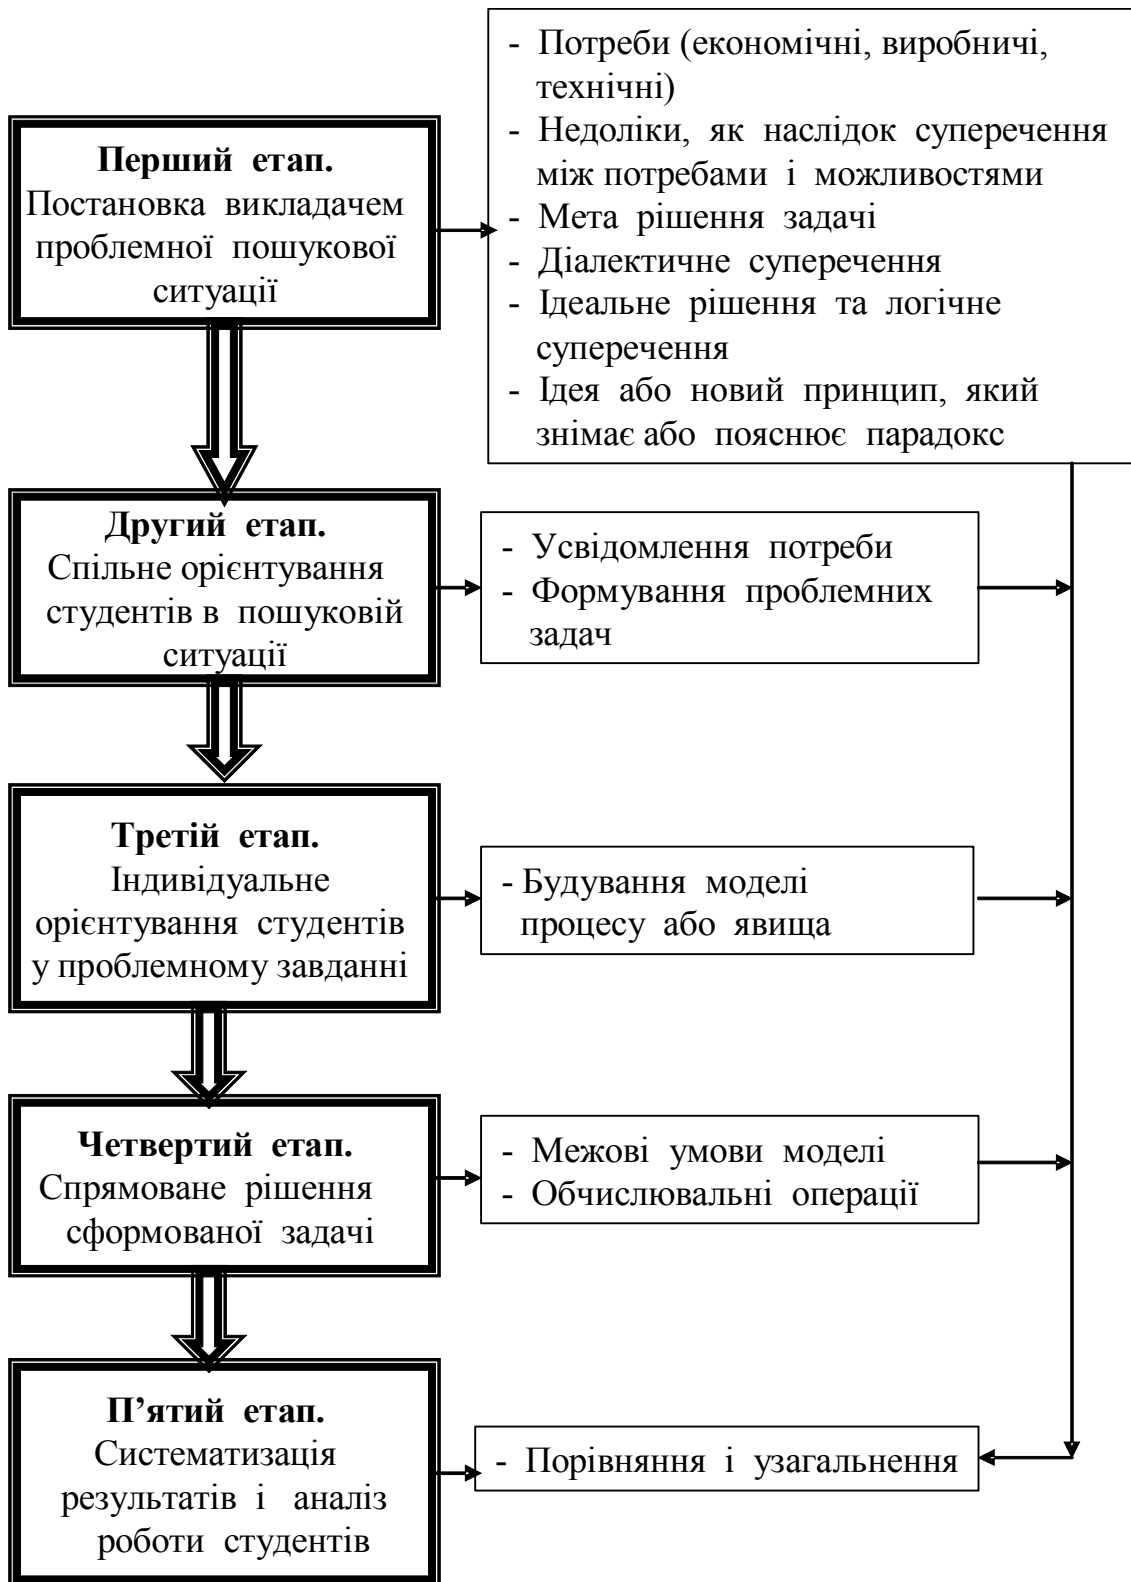 Перший етап.
Постановка викладачем
проблемної пошукової
ситуації
- Потреби (економічні, виробничі,
технічні)
- Недоліки, як наслідок суперечення
між потребами і можливостями
- Мета рішення задачі
- Діалектичне суперечення
- Ідеальне рішення та логічне
суперечення
- Ідея або новий принцип, який
знімає або пояснює парадокс
Другий етап.
Спільне орієнтування
студентів в пошуковій
ситуації
- Усвідомлення потреби
- Формування проблемних
задач
Третій етап.
Індивідуальне
орієнтування студентів
у проблемному завданні
- Будування моделі
процесу або явища
Четвертий етап.
Спрямоване рішення
сформованої задачі
- Межові умови моделі
- Обчислювальні операції
П’ятий етап.
Систематизація
результатів і аналіз
роботи студентів
- Порівняння і узагальнення